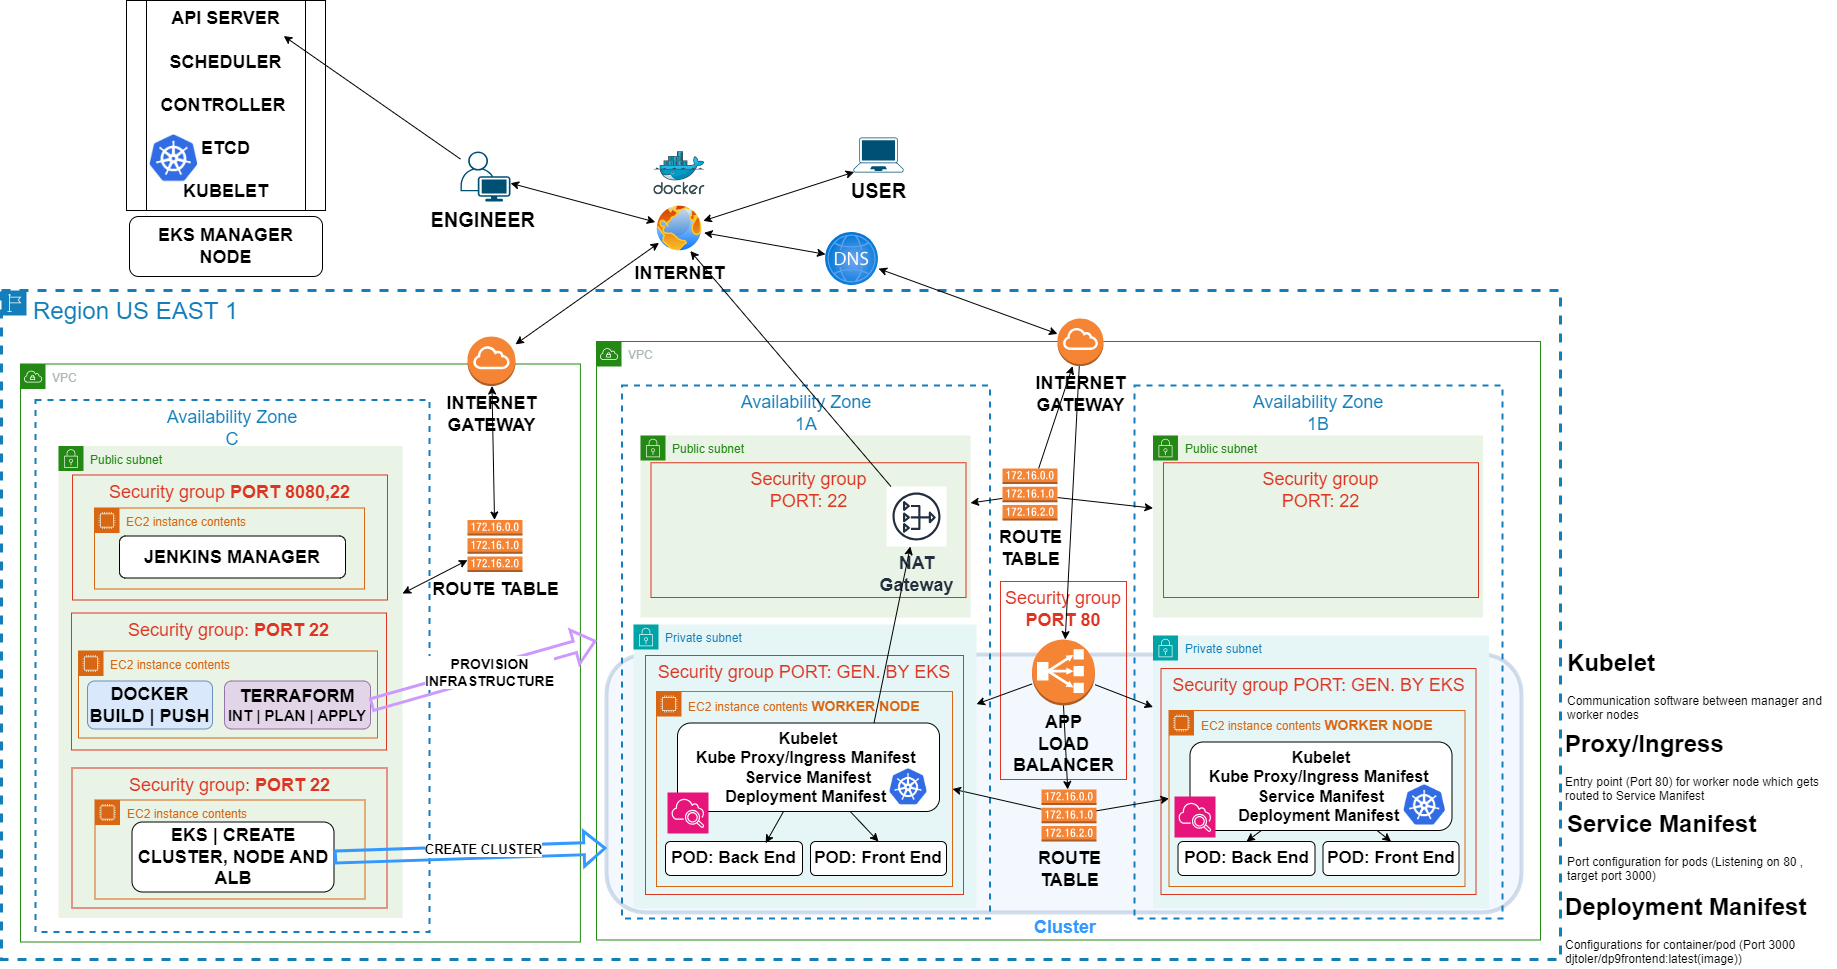 API SERVER
SCHEDULER
CONTROLLER
ETCD
KUBELET
EKS MANAGER
NODE
ENGINEER
docker
USER
INTERNET
DNS
Region US EAST 1
VPC
INTERNET
GATEWAY
Availability Zone
C
Public subnet
Security group PORT 8080,22
EC2 instance contents
JENKINS MANAGER
172.16.0.0
172.16.1.0
172.16.2.0
ROUTE TABLE
Security group: PORT 22
EC2 instance contents
DOCKER
BUILD | PUSH
TERRAFORM
INT | PLAN | APPLY
PROVISION
INFRASTRUCTURE
Security group: PORT 22
EC2 instance contents
EKS | CREATE
CLUSTER, NODE AND
ALB
CREATE CLUSTER
VPC
INTERNET
GATEWAY
Availability Zone
1A
Public subnet
Security group
PORT: 22
NAT
Gateway
172.16.0.0
172.16.1.0
172.16.2.0
ROUTE
TABLE
Availability Zone
1B
Public subnet
Security group
PORT: 22
Security group
PORT 80
APP
LOAD
BALANCER
172.16.0.0
172.16.1.0
172.16.2.0
ROUTE
TABLE
Private subnet
Security group PORT: GEN. BY EKS
EC2 instance contents WORKER NODE
Kubelet
Kube Proxy/Ingress Manifest
Service Manifest
Deployment Manifest
POD: Back End
POD: Front End
Private subnet
Security group PORT: GEN. BY EKS
EC2 instance contents WORKER NODE
Kubelet
Kube Proxy/Ingress Manifest
Service Manifest
Deployment Manifest
POD: Back End
POD: Front End
Cluster
Kubelet
Communication software between manager and
worker nodes
Proxy/Ingress
Entry point (Port 80) for worker node which gets
routed to Service Manifest
Service Manifest
Port configuration for pods (Listening on 80 ,
target port 3000)
Deployment Manifest
Configurations for container/pod (Port 3000
djtoler/dp9frontend:latest(image))